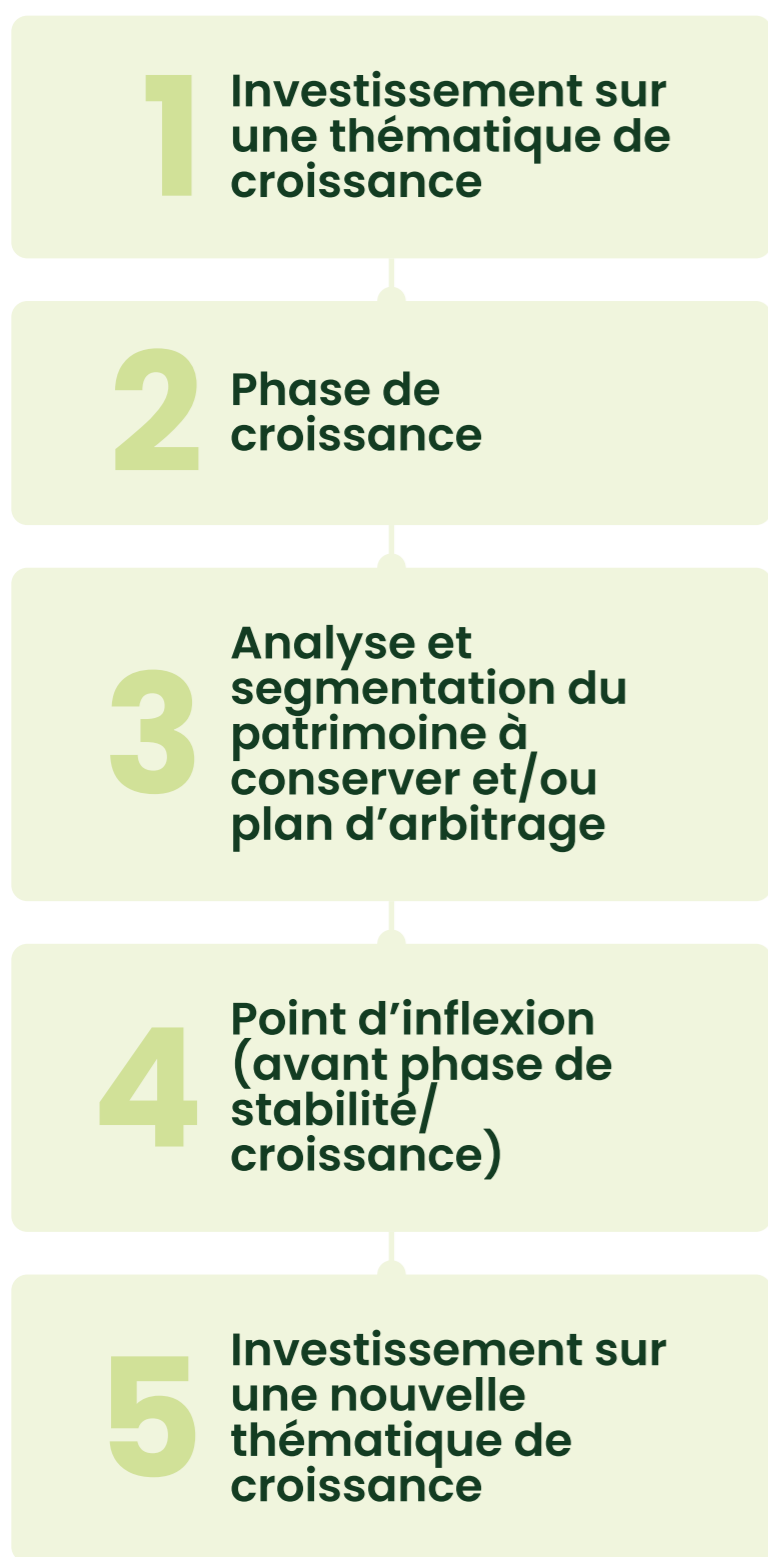 1
Investissement sur
une thématique de
croissance
2
Phase de
croissance
3
Analyse et
segmentation du
patrimoine à
conserver et/ou
plan d’arbitrage
4
Point d’inflexion
(avant phase de
stabilité/
croissance)
5
Investissement sur
une nouvelle
thématique de
croissance